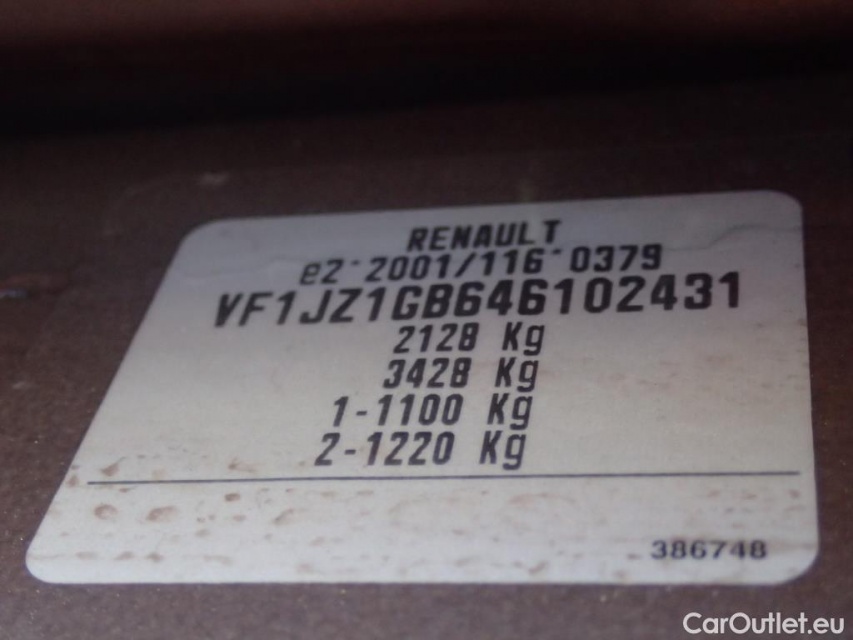 RENAULT
e2*2001/116*0379
VF1JZ1GB646102431
2128 Kg
3428 Kg
1-1100 Kg
2-1220 Kg
386748
CarOutlet.eu